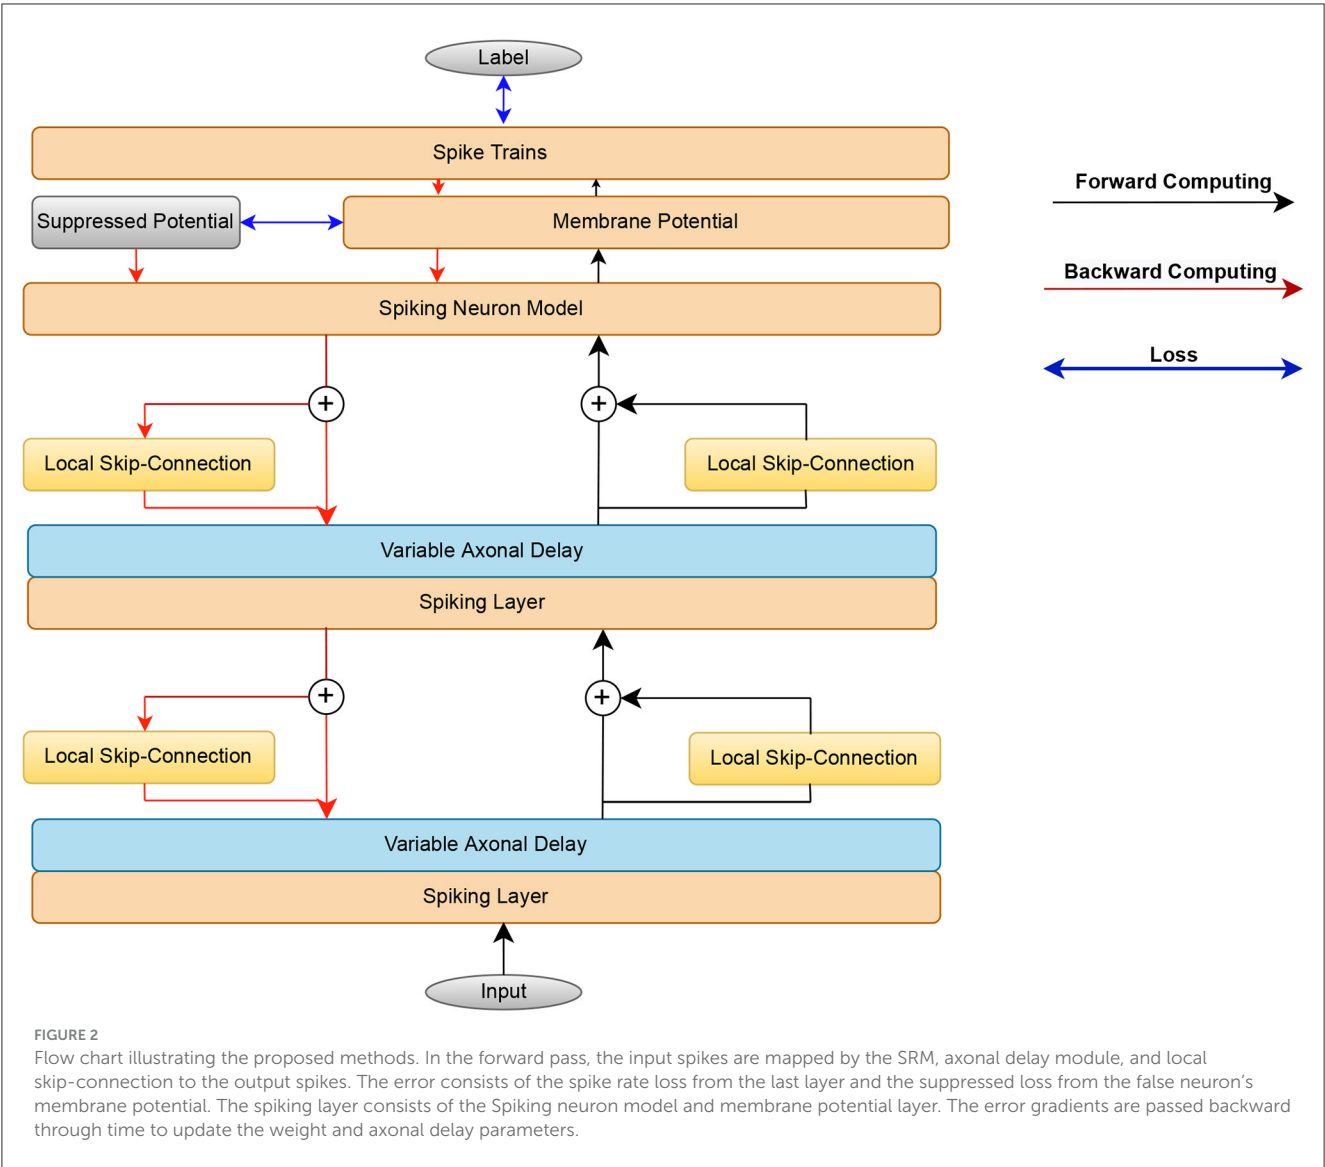 Label
Spike Trains
Suppressed Potential
Membrane Potential
Spiking Neuron Model
+
+
Local Skip-Connection
Local Skip-Connection
Variable Axonal Delay
Spiking Layer
+
+
Local Skip-Connection
Local Skip-Connection
Variable Axonal Delay
Spiking Layer
Input
Forward Computing
Backward Computing
Loss
FIGURE 2
Flow chart illustrating the proposed methods. In the forward pass, the input spikes are mapped by the SRM, axonal delay module, and local
skip-connection to the output spikes. The error consists of the spike rate loss from the last layer and the suppressed loss from the false neuron's
membrane potential. The spiking layer consists of the Spiking neuron model and membrane potential layer. The error gradients are passed backward
through time to update the weight and axonal delay parameters.